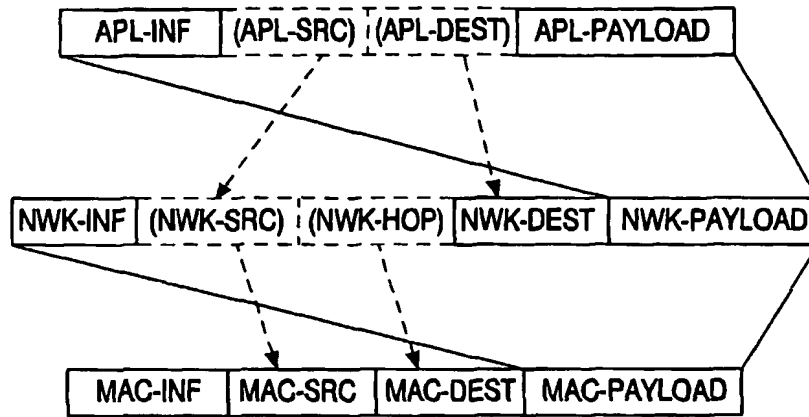 APL-INF (APL-SRC) (APL-DEST) APL-PAYLOAD
NWK-INF (NWK-SRC) (NWK-HOP) NWK-DEST NWK-PAYLOAD
MAC-INF MAC-SRC MAC-DEST MAC-PAYLOAD